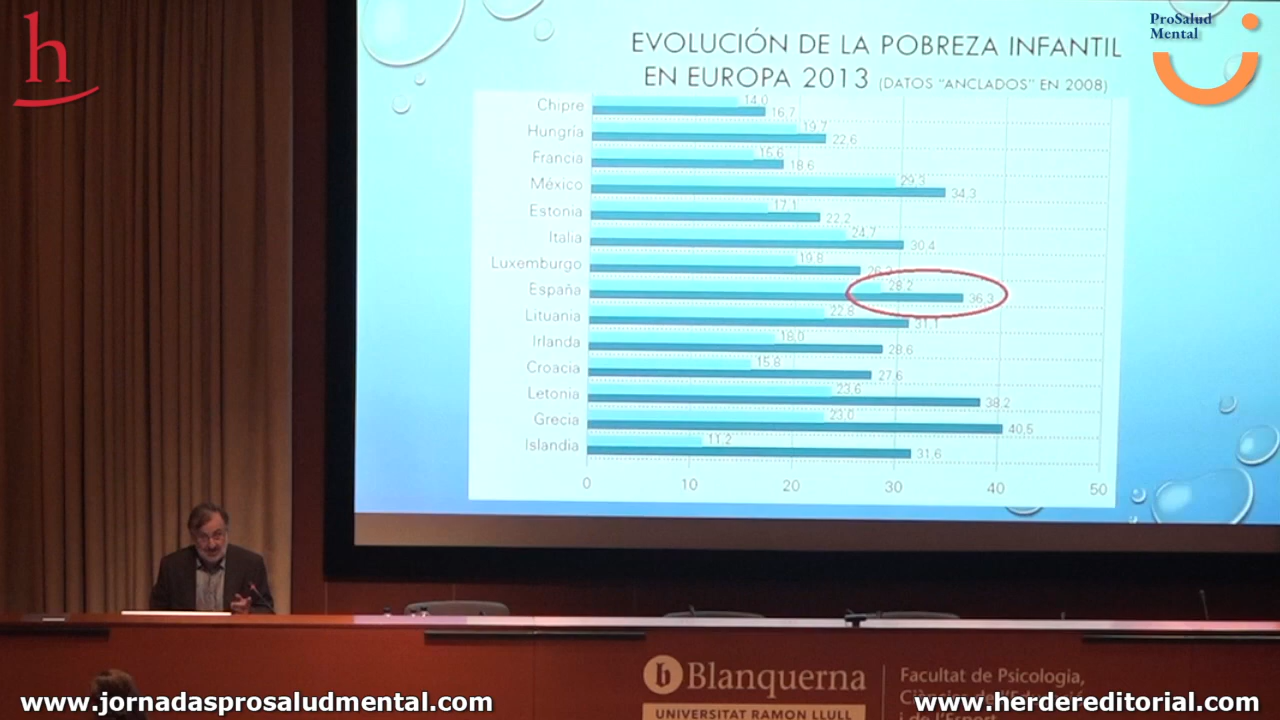 h
ProSalud
Mental
EVOLUCIÓN DE LA POBREZA INFANTIL
EN EUROPA 2013 (DATOS "ANCLADOS" EN 2008)
Chipre 14,0
16,7
Hungría 19,7
22,6
Francia 15,6
18,6
México 29,3
34,3
Estonia 17,1
22,2
Italia 24,7
30,4
Luxemburgo 19,8
España 28,2
36,3
Lituania 22,8
31,1
Irlanda 18,0
28,6
Croacia 15,8
27,6
Letonia 23,6
38,2
Grecia 23,0
40,5
Islandia 11,2
31,6
0 10 20 30 40 50
b Blanquerna
UNIVERSITAT RAMON LLULL
Facultat de Psicologia,
Ciències de l'Educació
i de l'Esport
www.jornadasprosaludmental.com
www.herdereditorial.com